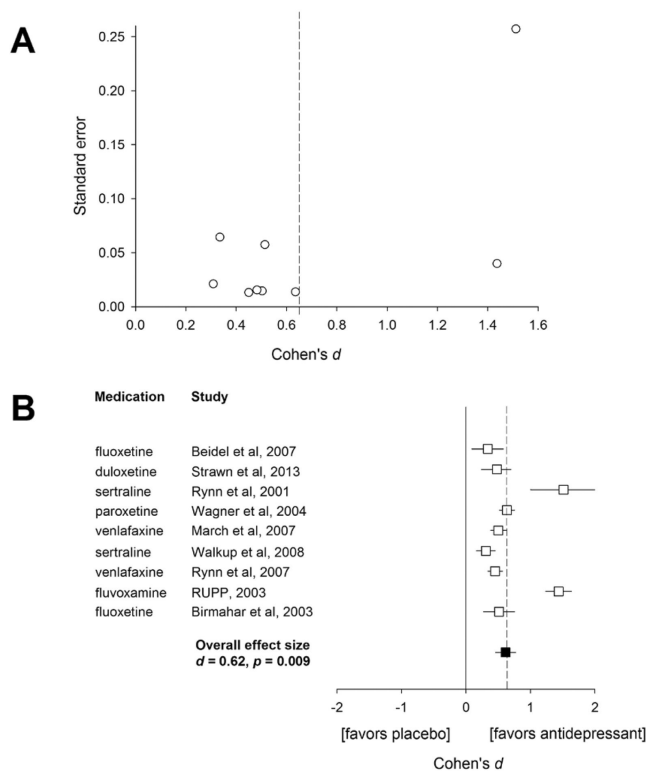 A
Standard error
0.25
0.20
0.15
0.10
0.05
0.00
0.0 0.2 0.4 0.6 0.8 1.0 1.2 1.4 1.6
Cohen's d
B
Medication Study
fluoxetine Beidel et al, 2007
duloxetine Strawn et al, 2013
sertraline Rynn et al, 2001
paroxetine Wagner et al, 2004
venlafaxine March et al, 2007
sertraline Walkup et al, 2008
venlafaxine Rynn et al, 2007
fluvoxamine RUPP, 2003
fluoxetine Birmahar et al, 2003
Overall effect size
d = 0.62, p = 0.009
-2 -1 0 1 2
[favors placebo] [favors antidepressant]
Cohen's d